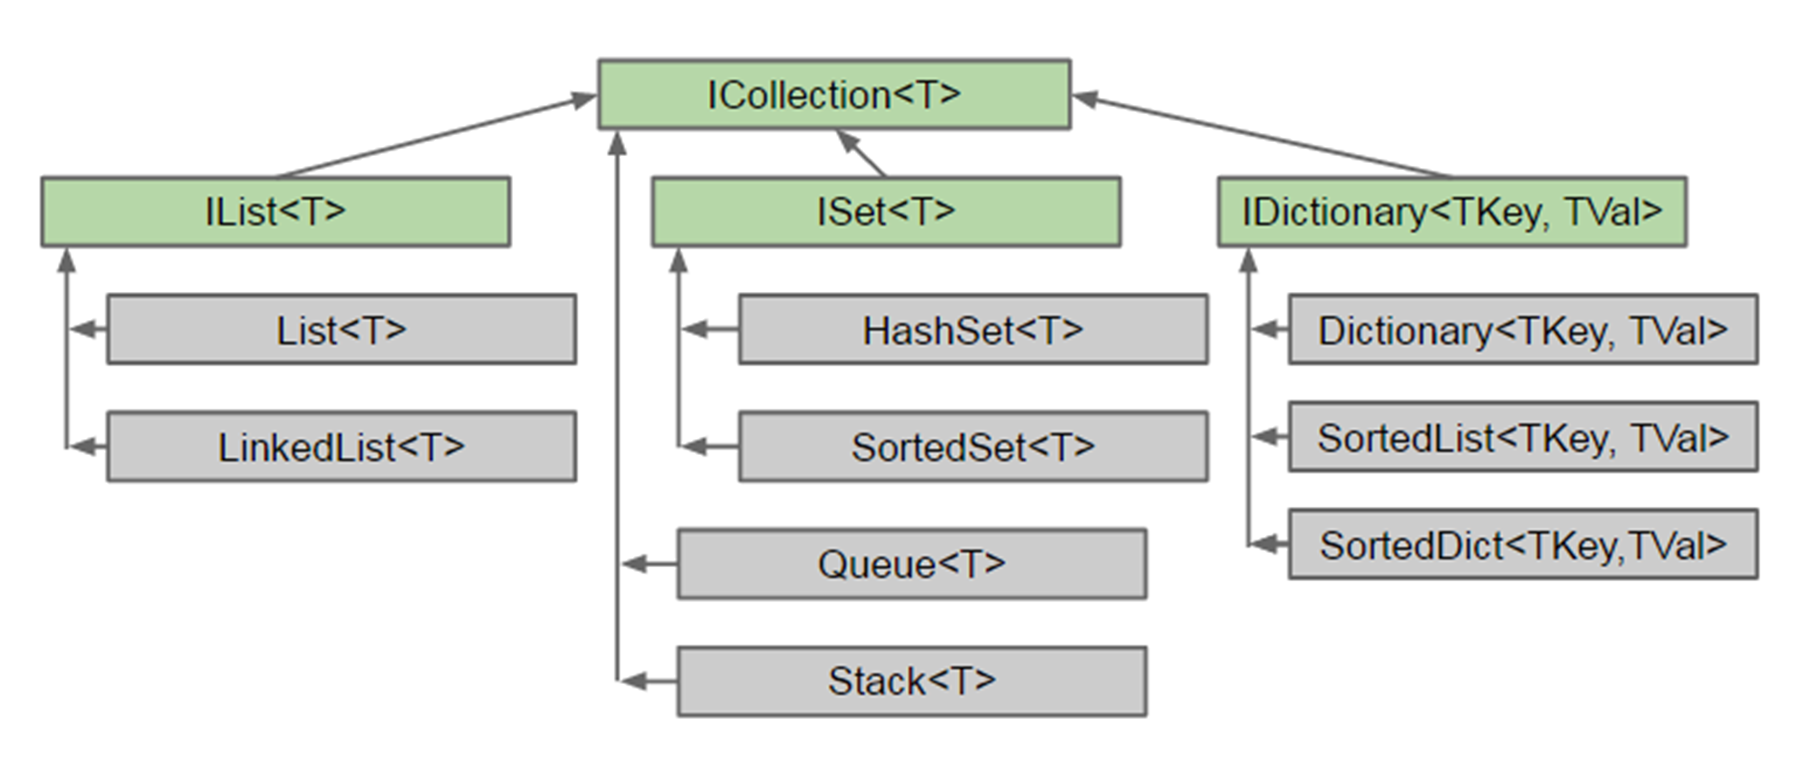 ICollection<T>
IList<T>
ISet<T>
IDictionary<TKey, TVal>
List<T>
HashSet<T>
Dictionary<TKey, TVal>
LinkedList<T>
SortedSet<T>
SortedList<TKey, TVal>
Queue<T>
SortedDict<TKey,TVal>
Stack<T>